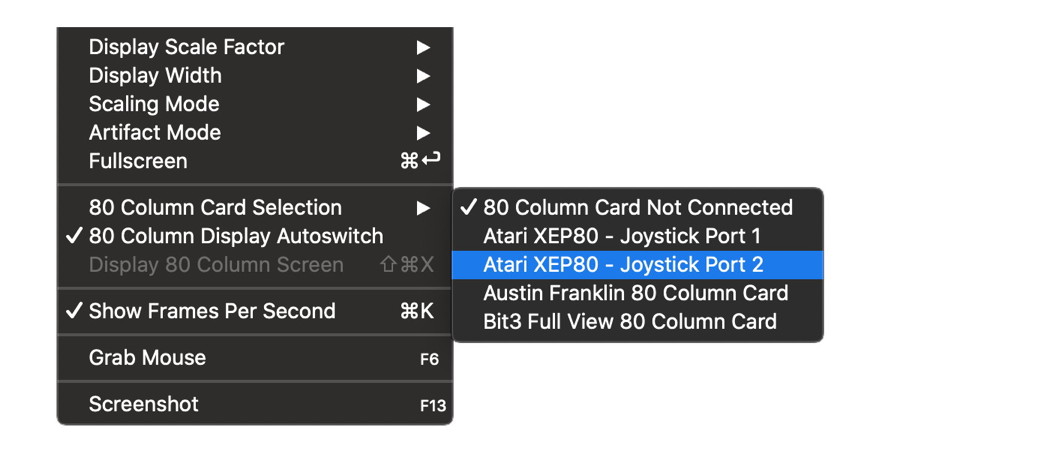 Display Scale Factor ▶
Display Width ▶
Scaling Mode ▶
Artifact Mode ▶
Fullscreen ⌘↩
80 Column Card Selection ▶
✓ 80 Column Display Autoswitch
Display 80 Column Screen ⇧⌘X
✓ Show Frames Per Second ⌘K
Grab Mouse F6
Screenshot F13
✓ 80 Column Card Not Connected
Atari XEP80 - Joystick Port 1
Atari XEP80 - Joystick Port 2
Austin Franklin 80 Column Card
Bit3 Full View 80 Column Card